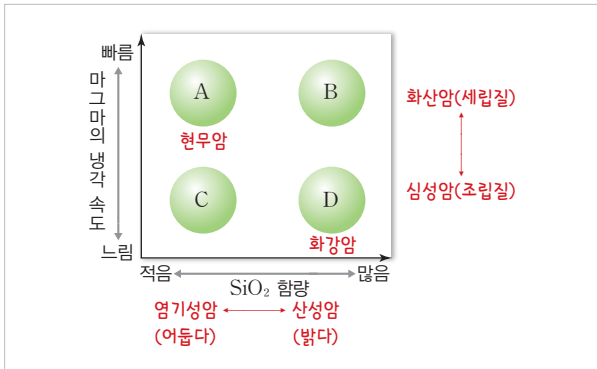 빠름
마그마의 냉각 속도
느림
A
B
현무암
C
D
화강암
화산암(세립질)
심성암(조립질)
적음
많음
SiO₂ 함량
염기성암
(어둡다)
산성암
(밝다)